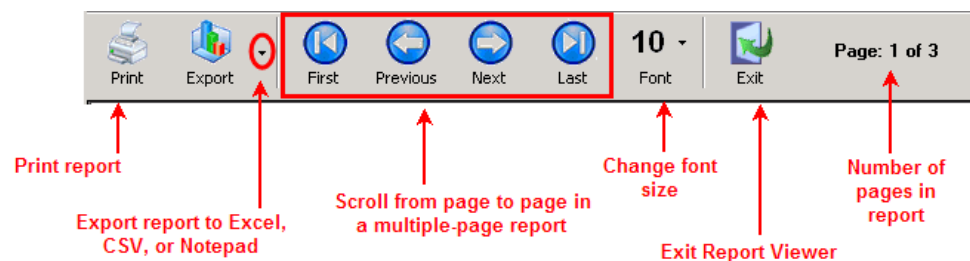 10
Page: 1 of 3
Print Export First Previous Next Last Font Exit
Print report
Change font
size
Number of
pages in
report
Scroll from page to page in
a multiple-page report
Export report to Excel,
CSV, or Notepad
Exit Report Viewer